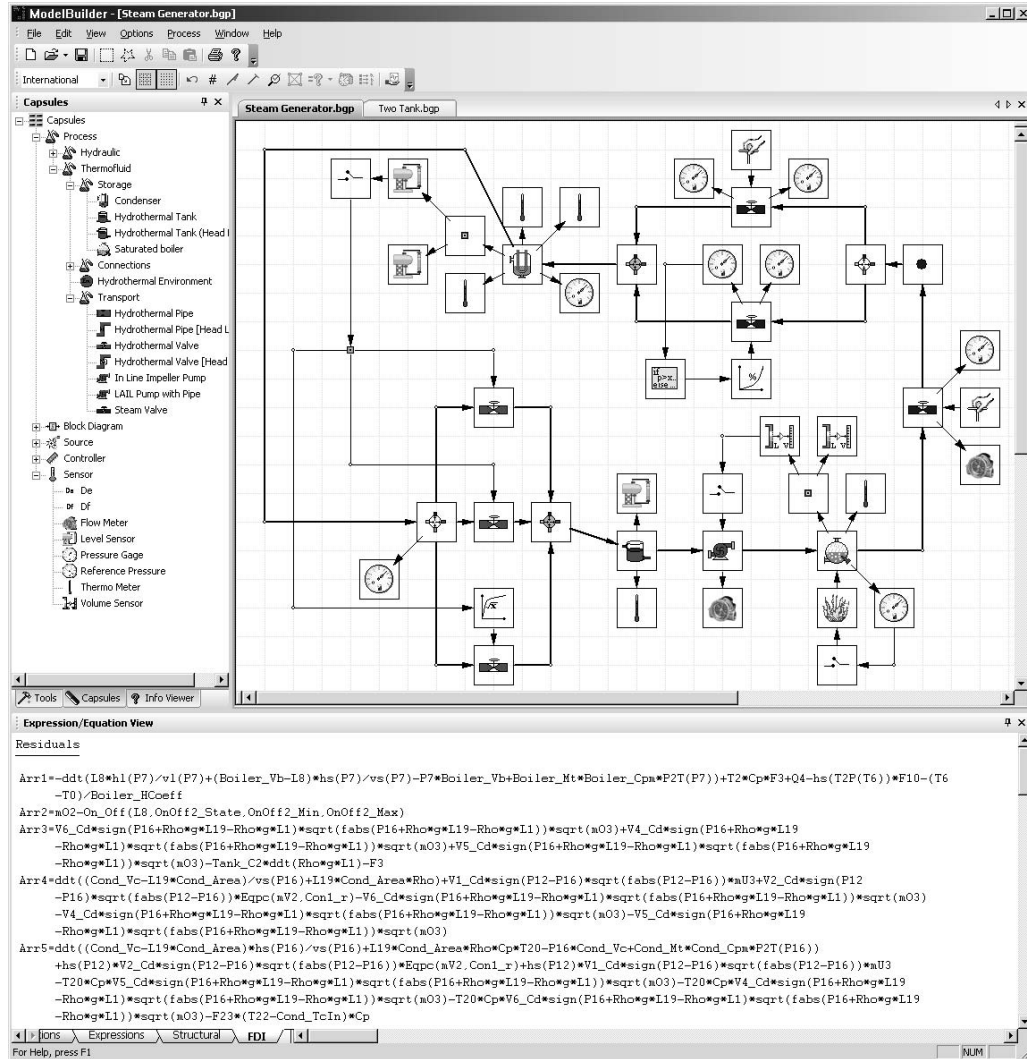 ModelBuilder - [Steam Generator.bgp]
File Edit View Options Process Window Help
International
Capsules
Capsules
Process
Hydraulic
Thermofluid
Storage
Condenser
Hydrothermal Tank
Hydrothermal Tank (Head l
Saturated boiler
Connections
Hydrothermal Environment
Transport
Hydrothermal Pipe
Hydrothermal Pipe [Head L
Hydrothermal Valve
Hydrothermal Valve [Head
In Line Impeller Pump
LAIL Pump with Pipe
Steam Valve
Block Diagram
Source
Controller
Sensor
De De
Df Df
Flow Meter
Level Sensor
Pressure Gage
Reference Pressure
Thermo Meter
Volume Sensor
Tools Capsules Info Viewer
Steam Generator.bgp Two Tank.bgp
if
p>x..
else...
%
L V
L V
Expression/Equation View
Residuals
Arr1=-ddt(L8*hl(P7)/vl(P7)+(Boiler_Vb-L8)*hs(P7)/vs(P7)-P7*Boiler_Vb+Boiler_Mt*Boiler_Cpm*P2T(P7))+T2*Cp*F3+Q4-hs(T2P(T6))*F10-(T6
-T0)/Boiler_HCoeff
Arr2=mO2-On_Off(L8,OnOff2_State,OnOff2_Min,OnOff2_Max)
Arr3=V6_Cd*sign(P16+Rho*g*L19-Rho*g*L1)*sqrt(fabs(P16+Rho*g*L19-Rho*g*L1))*sqrt(mO3)+V4_Cd*sign(P16+Rho*g*L19
-Rho*g*L1)*sqrt(fabs(P16+Rho*g*L19-Rho*g*L1))*sqrt(mO3)+V5_Cd*sign(P16+Rho*g*L19-Rho*g*L1)*sqrt(fabs(P16+Rho*g*L19
-Rho*g*L1))*sqrt(mO3)-Tank_C2*ddt(Rho*g*L1)-F3
Arr4=ddt((Cond_Vc-L19*Cond_Area)/vs(P16)+L19*Cond_Area*Rho)+V1_Cd*sign(P12-P16)*sqrt(fabs(P12-P16))*mU3+V2_Cd*sign(P12
-P16)*sqrt(fabs(P12-P16))*Eqpc(mV2,Con1_r)-V6_Cd*sign(P16+Rho*g*L19-Rho*g*L1)*sqrt(fabs(P16+Rho*g*L19-Rho*g*L1))*sqrt(mO3)
-V4_Cd*sign(P16+Rho*g*L19-Rho*g*L1)*sqrt(fabs(P16+Rho*g*L19-Rho*g*L1))*sqrt(mO3)-V5_Cd*sign(P16+Rho*g*L19
-Rho*g*L1)*sqrt(fabs(P16+Rho*g*L19-Rho*g*L1))*sqrt(mO3)
Arr5=ddt((Cond_Vc-L19*Cond_Area)*hs(P16)/vs(P16)+L19*Cond_Area*Rho*Cp*T20-P16*Cond_Vc+Cond_Mt*Cond_Cpm*P2T(P16))
+hs(P12)*V2_Cd*sign(P12-P16)*sqrt(fabs(P12-P16))*Eqpc(mV2,Con1_r)+hs(P12)*V1_Cd*sign(P12-P16)*sqrt(fabs(P12-P16))*mU3
-T20*Cp*V5_Cd*sign(P16+Rho*g*L19-Rho*g*L1)*sqrt(fabs(P16+Rho*g*L19-Rho*g*L1))*sqrt(mO3)-T20*Cp*V4_Cd*sign(P16+Rho*g*L19
-Rho*g*L1)*sqrt(fabs(P16+Rho*g*L19-Rho*g*L1))*sqrt(mO3)-T20*Cp*V6_Cd*sign(P16+Rho*g*L19-Rho*g*L1)*sqrt(fabs(P16+Rho*g*L19
-Rho*g*L1))*sqrt(mO3)-F23*(T22-Cond_TcIn)*Cp
tions Expressions Structural FDI
For Help, press F1 NUM